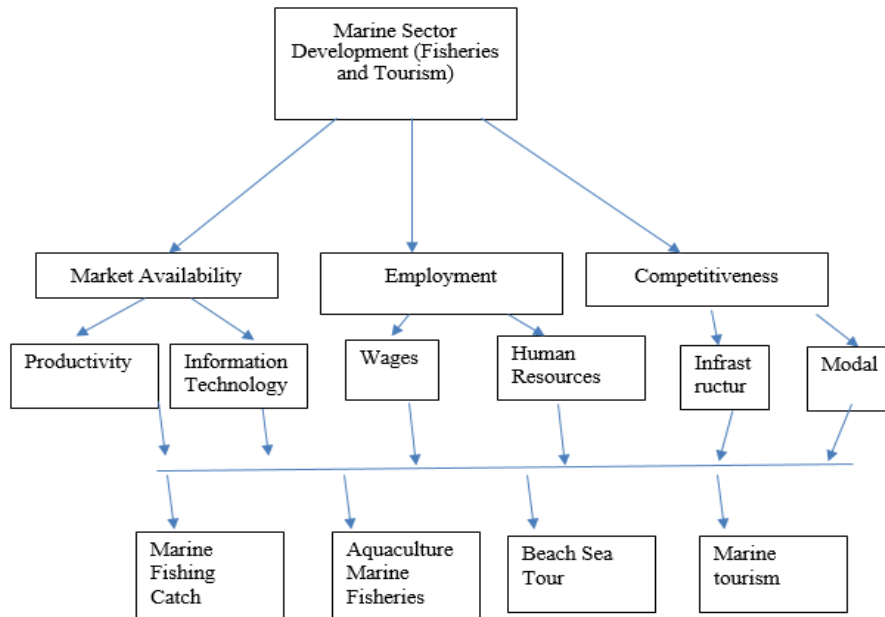 Marine Sector
Development (Fisheries
and Tourism)
Market Availability
Employment
Competitiveness
Productivity
Information
Technology
Wages
Human
Resources
Infrast
ructur
Modal
Marine
Fishing
Catch
Aquaculture
Marine
Fisheries
Beach Sea
Tour
Marine
tourism